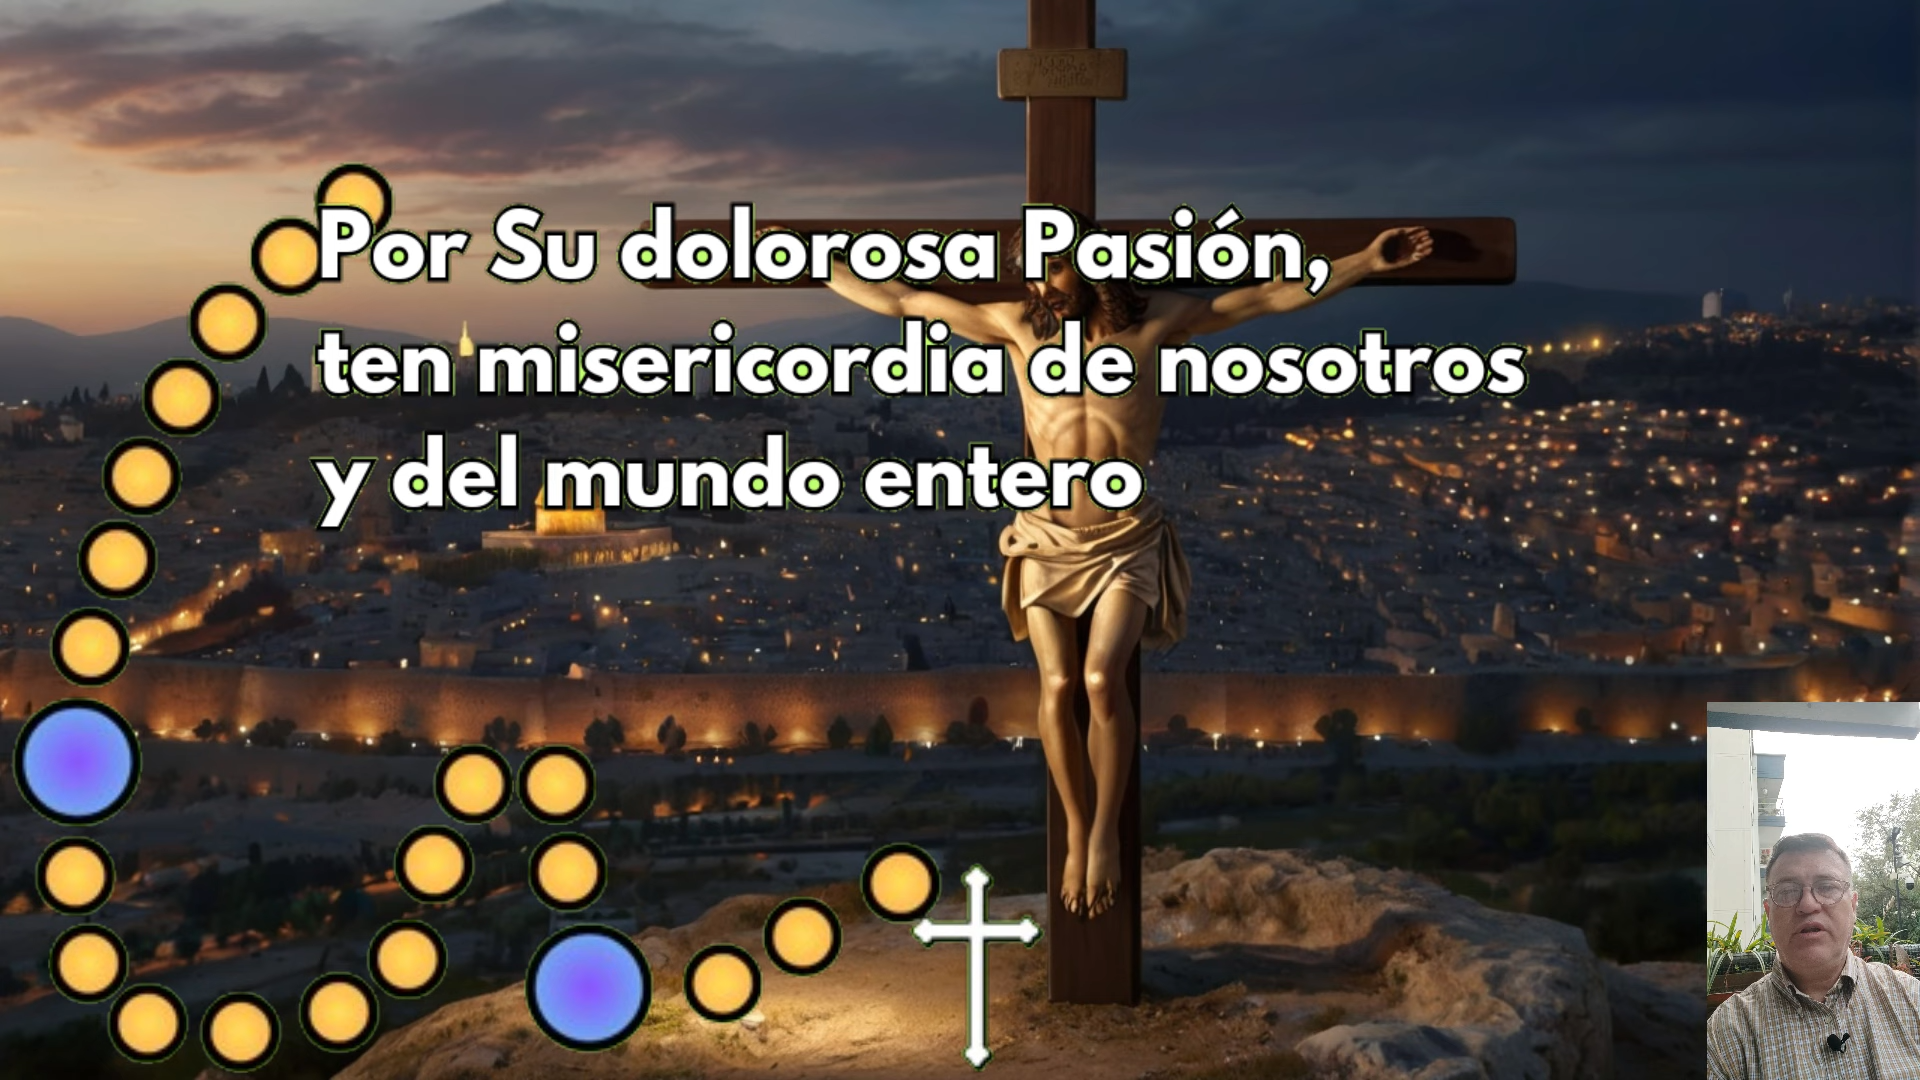 Por Su dolorosa Pasión,
ten misericordia de nosotros
y del mundo entero